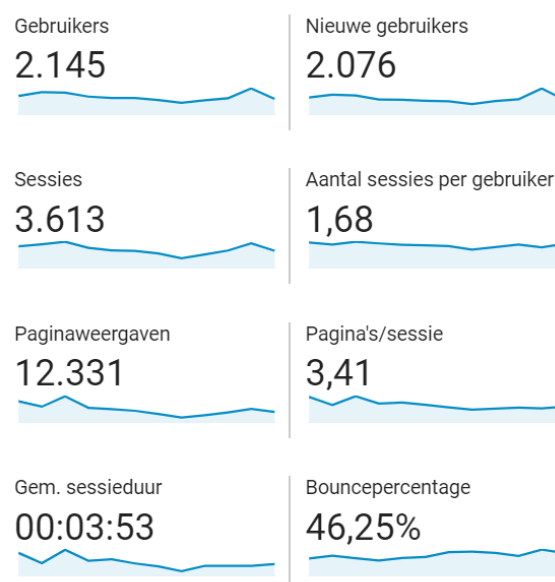 Gebruikers
2.145
Nieuwe gebruikers
2.076
Sessies
3.613
Aantal sessies per gebruiker
1,68
Paginaweergaven
12.331
Pagina's/sessie
3,41
Gem. sessieduur
00:03:53
Bouncepercentage
46,25%